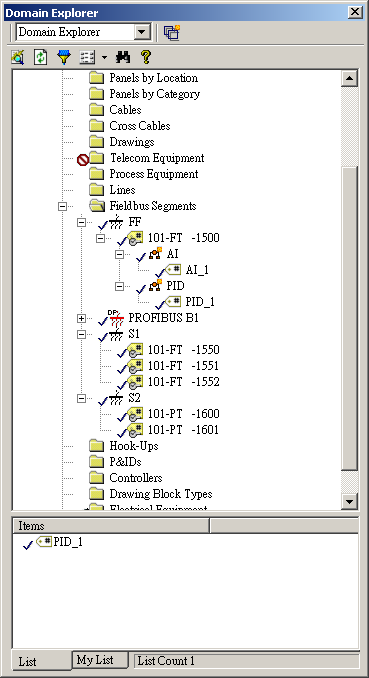 Domain Explorer
Domain Explorer
Panels by Location
Panels by Category
Cables
Cross Cables
Drawings
Telecom Equipment
Process Equipment
Lines
Fieldbus Segments
FF
101-FT -1500
AI
AI_1
PID
PID_1
DP
PROFIBUS B1
S1
101-FT -1550
101-FT -1551
101-FT -1552
S2
101-PT -1600
101-PT -1601
Hook-Ups
P&IDs
Controllers
Drawing Block Types
Electrical Equipment
Items
PID_1
List
My List
List Count 1